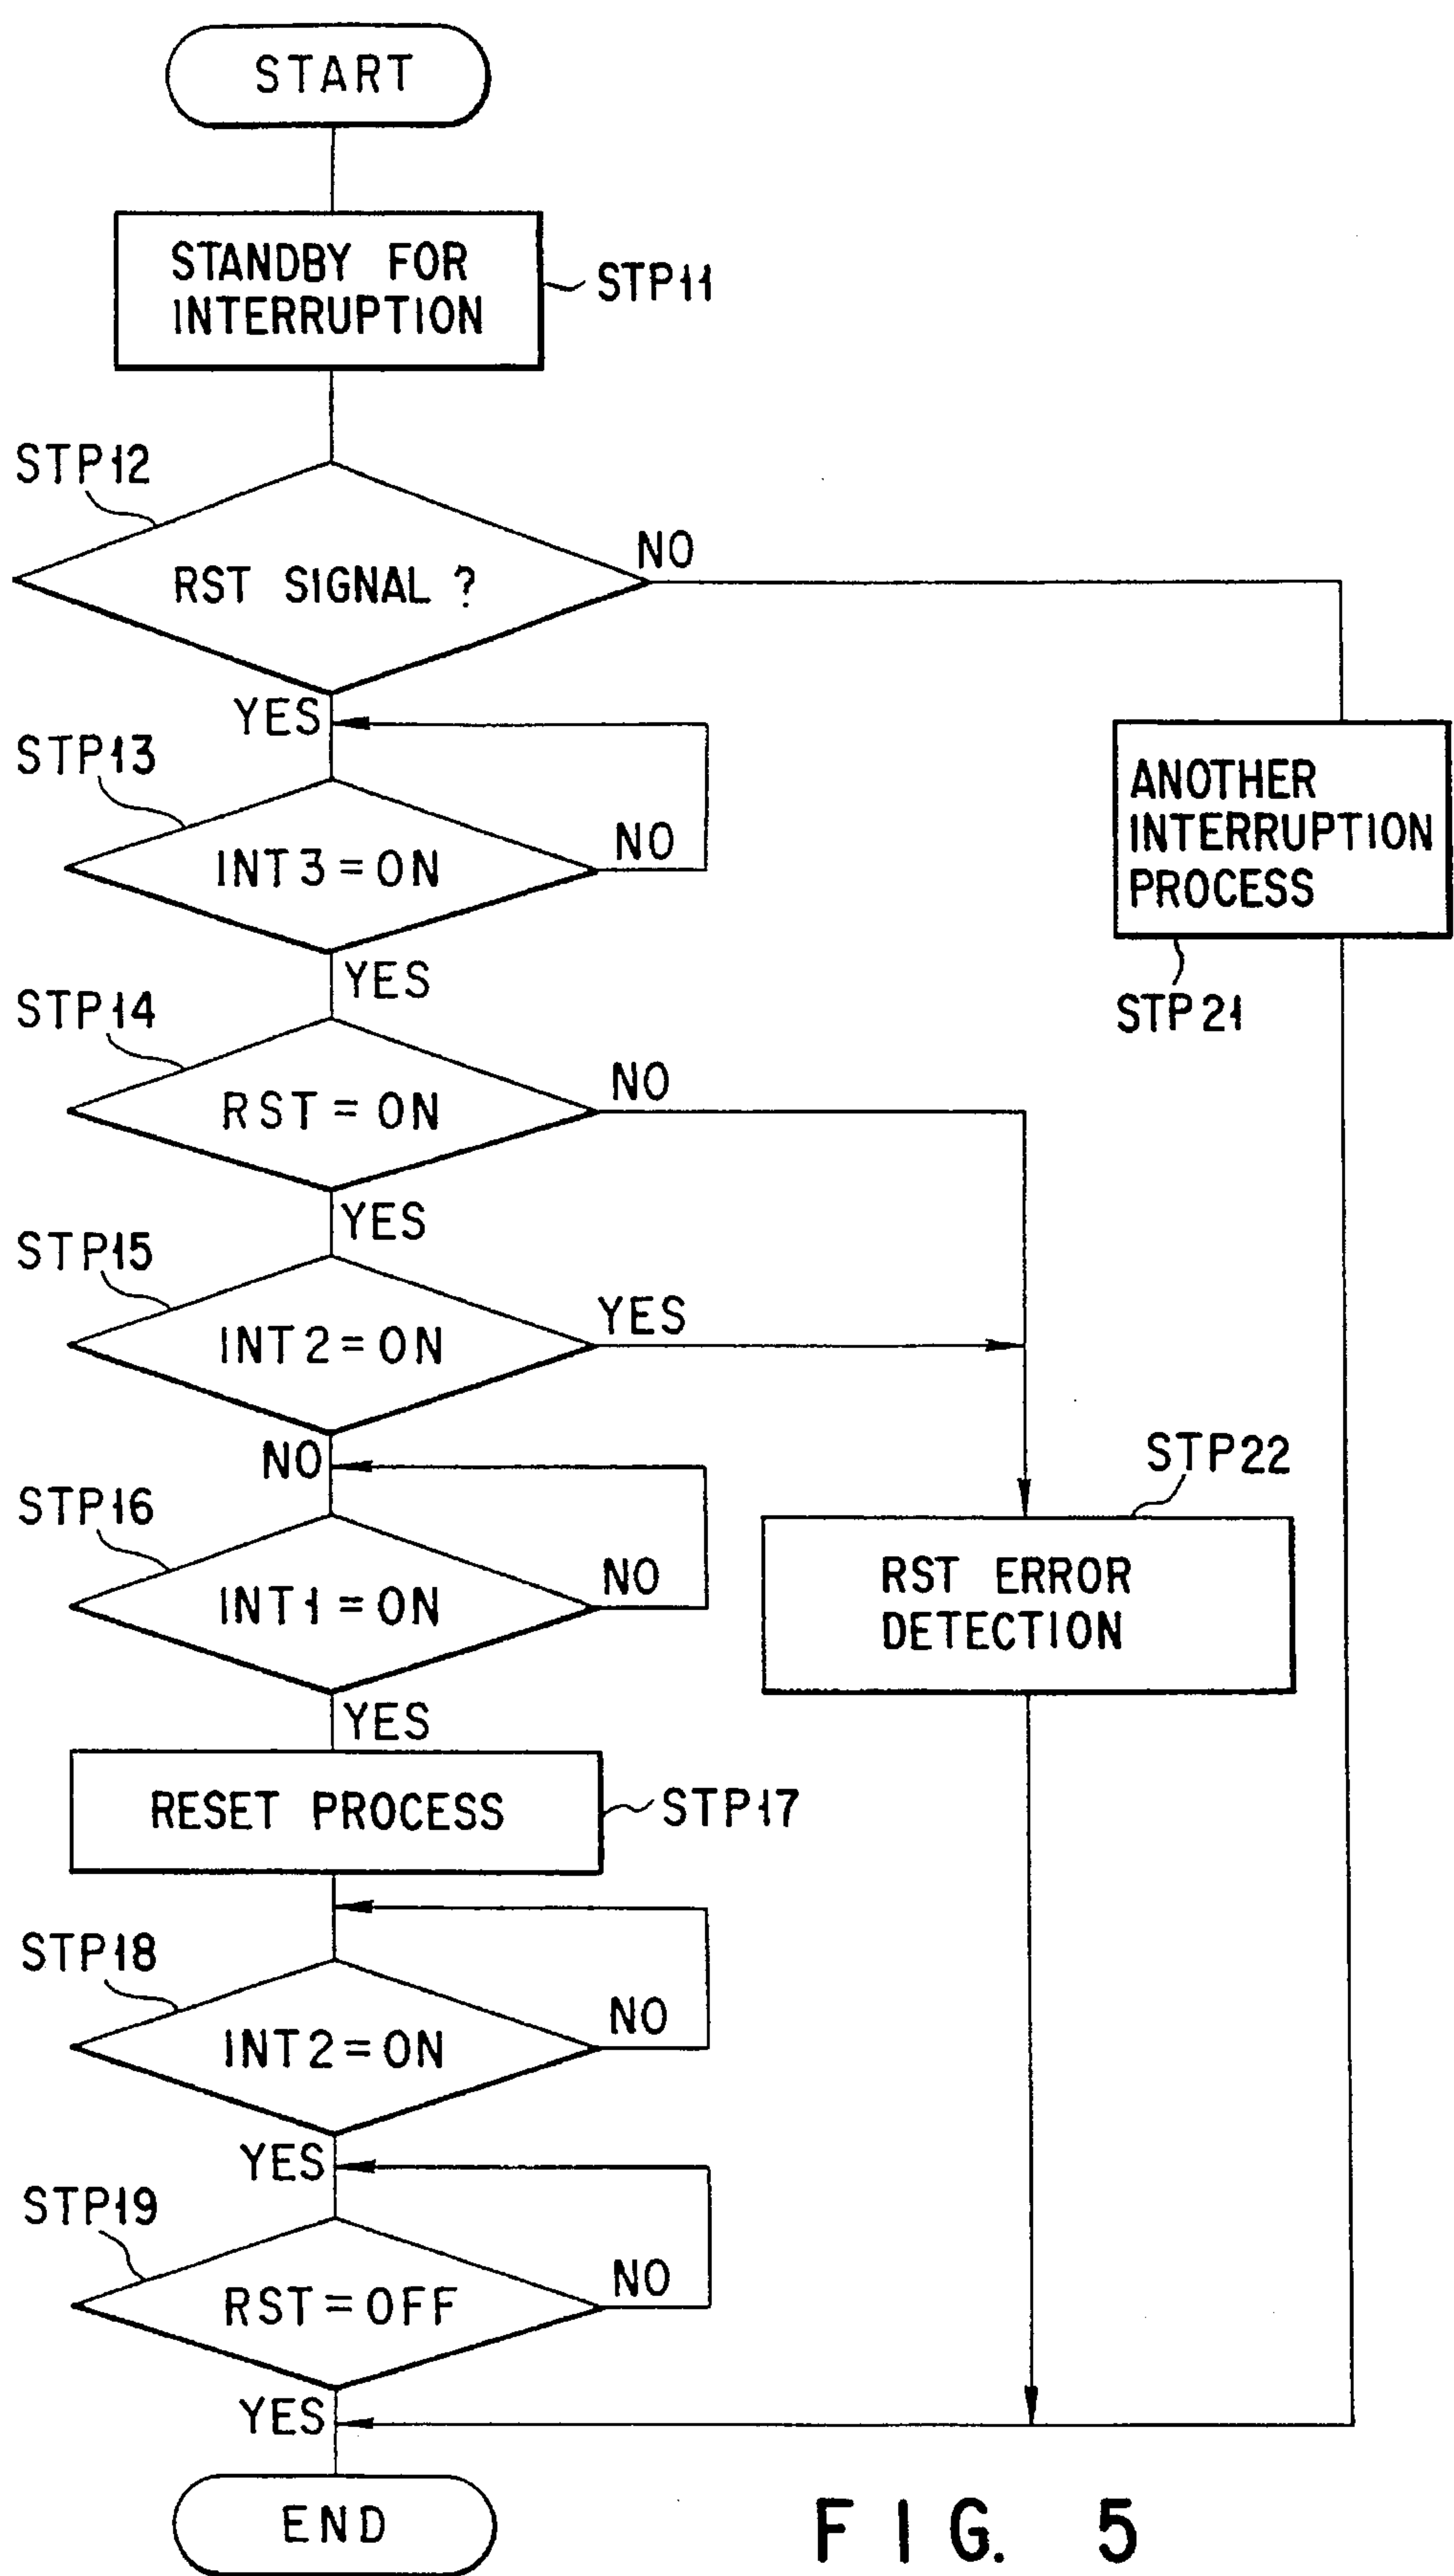 START
STANDBY FOR
INTERRUPTION
STP11
STP12
RST SIGNAL ?
NO
YES
STP13
INT3=ON
NO
ANOTHER
INTERRUPTION
PROCESS
STP21
YES
STP14
RST=ON
NO
YES
STP15
INT2=ON
YES
NO
STP16
INT1=ON
NO
STP22
RST ERROR
DETECTION
YES
RESET PROCESS
STP17
STP18
INT2=ON
NO
YES
STP19
RST=OFF
NO
YES
END
FIG. 5